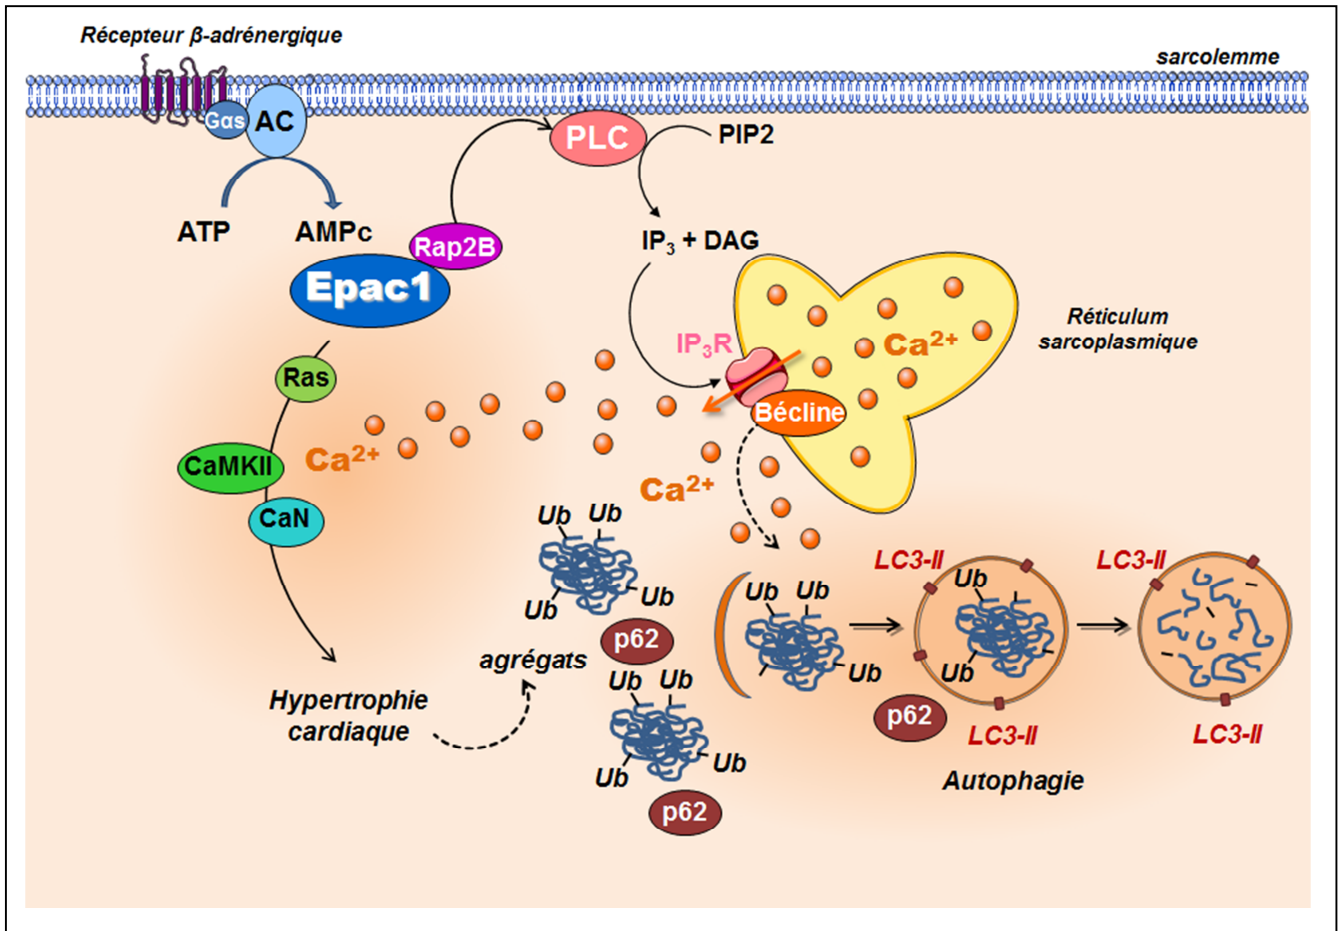 Récepteur β-adrénergique
sarcolemme
Gαs
AC
PLC
PIP2
ATP
AMPc
Rap2B
IP3 + DAG
Epac1
Réticulum
sarcoplasmique
IP3R
Ca2+
Ras
Bécline
CaMKII
Ca2+
Ca2+
CaN
Ub
Ub
Ub
Ub
p62
agrégats
Ub
Ub
Ub
Ub
p62
Hypertrophie
cardiaque
Ub
Ub
Ub
LC3-II
Ub
Ub
p62
LC3-II
LC3-II
LC3-II
Autophagie